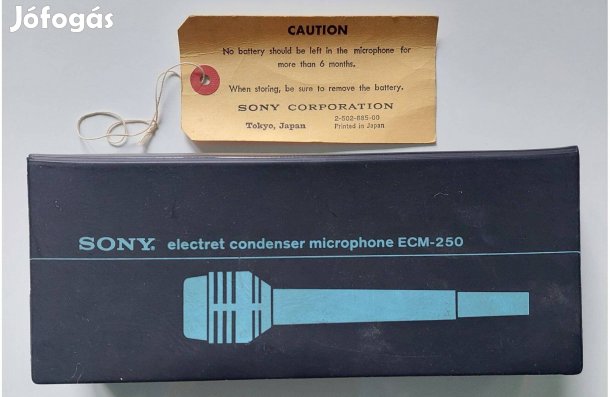 Jófogás
CAUTION
No battery should be left in the microphone for
more than 6 months.
When storing, be sure to remove the battery.
SONY CORPORATION
Tokyo, Japan
2-502-885-00
Printed in Japan
SONY. electret condenser microphone ECM-250